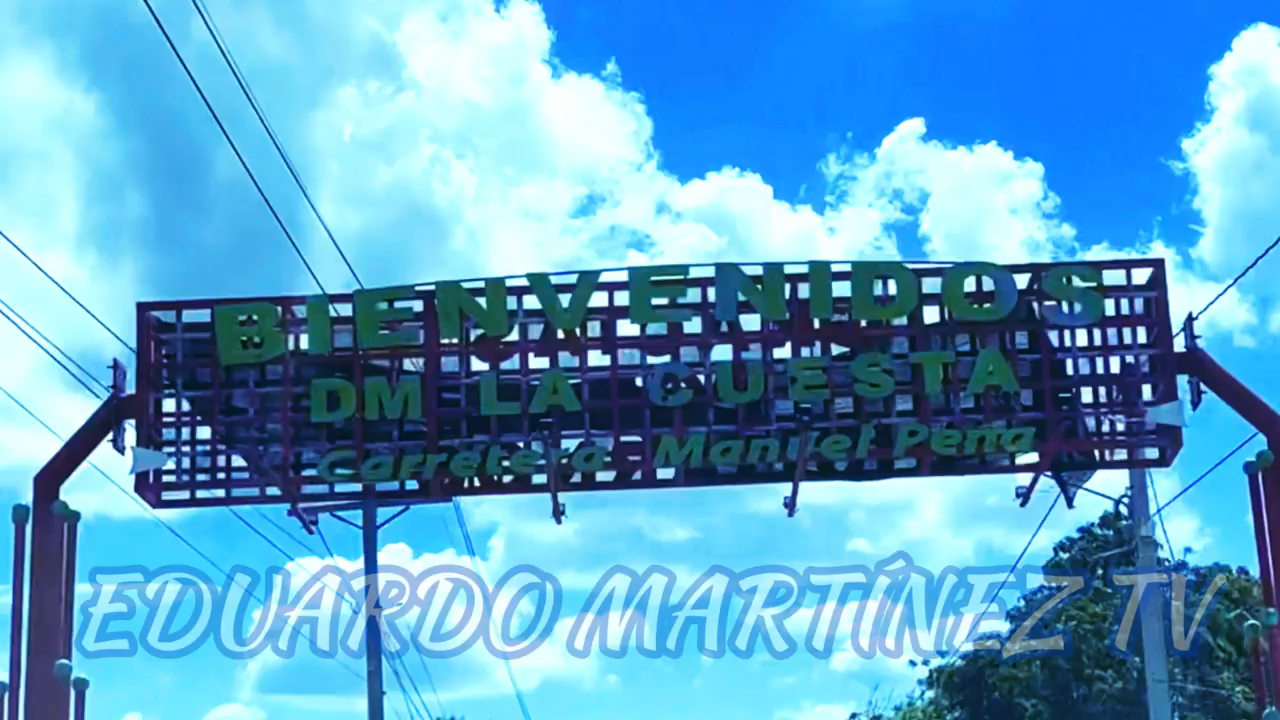 BIENVENIDOS
DM LA CUESTA
Carretera - Manuel Peña
EDUARDO MARTÍNEZ TV